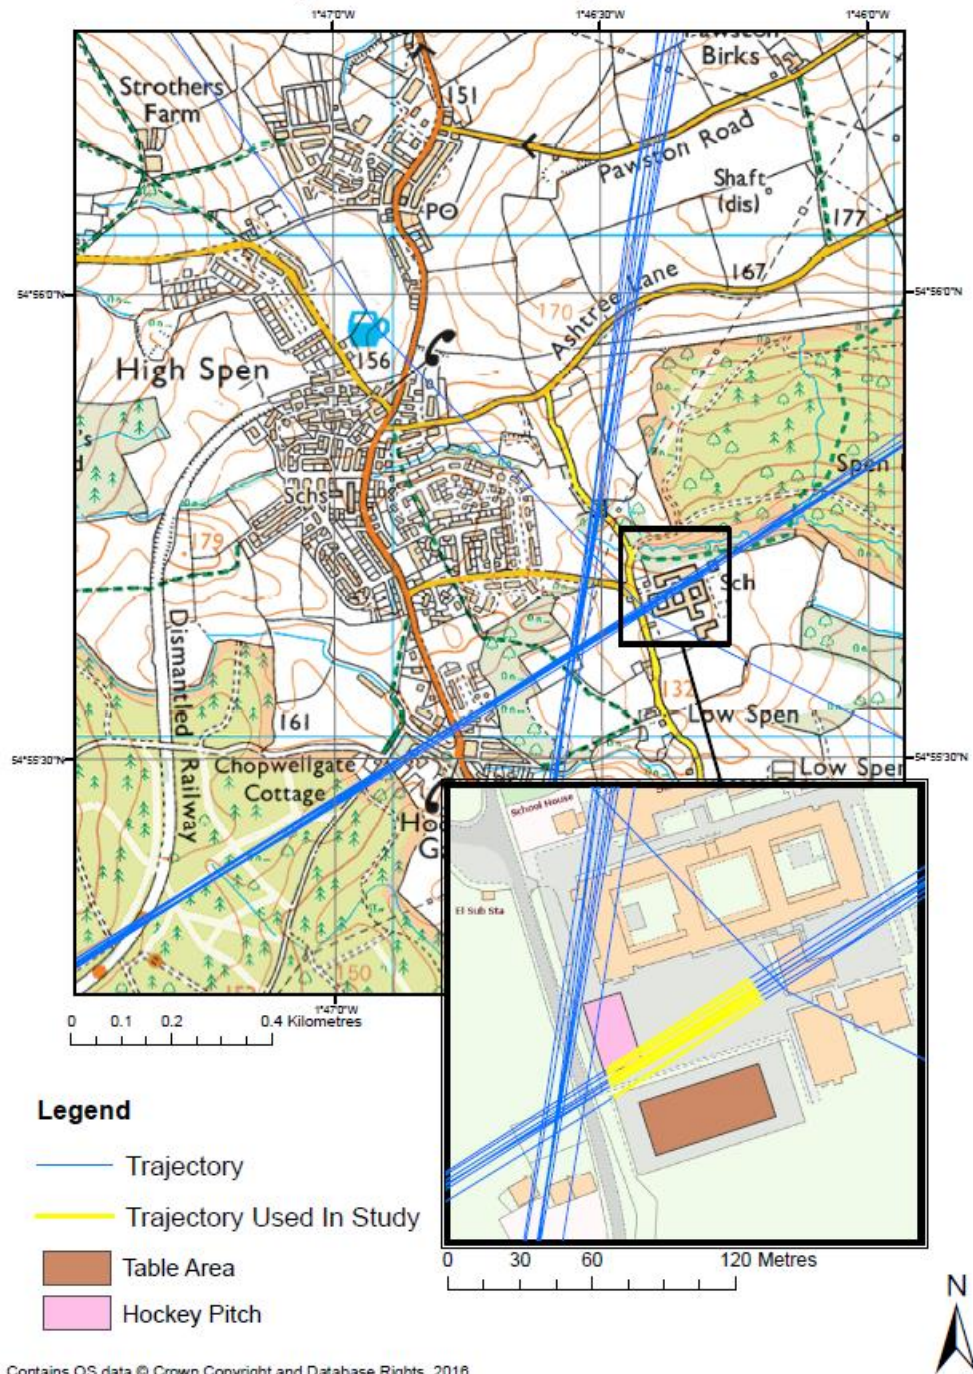 1°47'0"W
1°46'30"W
1°46'0"W
Birks
Strothers
Farm
151
Pawston Road
Shaft
(dis)
PO
177
167
Ashtree Lane
54°56'0"N
54°56'0"N
170
156
High Spen
Spen
Schs
179
Sch
Dismantled Railway
132
161
Low Spen
54°55'30"N
54°55'30"N
Chopwellgate
Cottage
Low Spen
Hoo
G
150
School House
El Sub Sta
1°47'0"W
0 0.1 0.2 0.4 Kilometres
0 30 60 120 Metres
Legend
Trajectory
Trajectory Used In Study
Table Area
Hockey Pitch
N
Contains OS data © Crown Copyright and Database Rights 2016